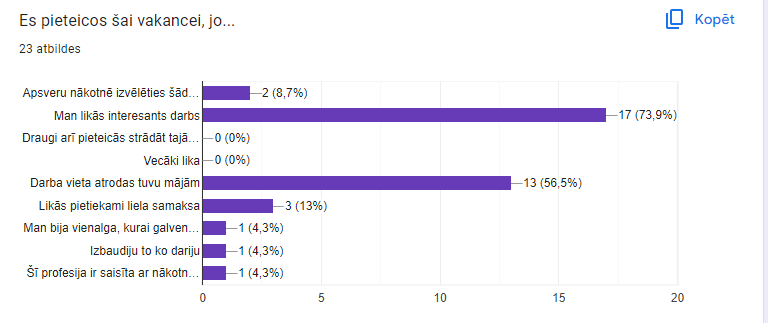 Es pieteicos šai vakancei, jo...
Kopēt
23 atbildes
Apsveru nākotnē izvēlēties šād... 2 (8,7%)
Man likās interesants darbs 17 (73,9%)
Draugi arī pieteicās strādāt tajā... 0 (0%)
Vecāki lika 0 (0%)
Darba vieta atrodas tuvu mājām 13 (56,5%)
Likās pietiekami liela samaksa 3 (13%)
Man bija vienalga, kurai galven... 1 (4,3%)
Izbaudiju to ko dariju 1 (4,3%)
Šī profesija ir saisīta ar nākotn... 1 (4,3%)
0 5 10 15 20